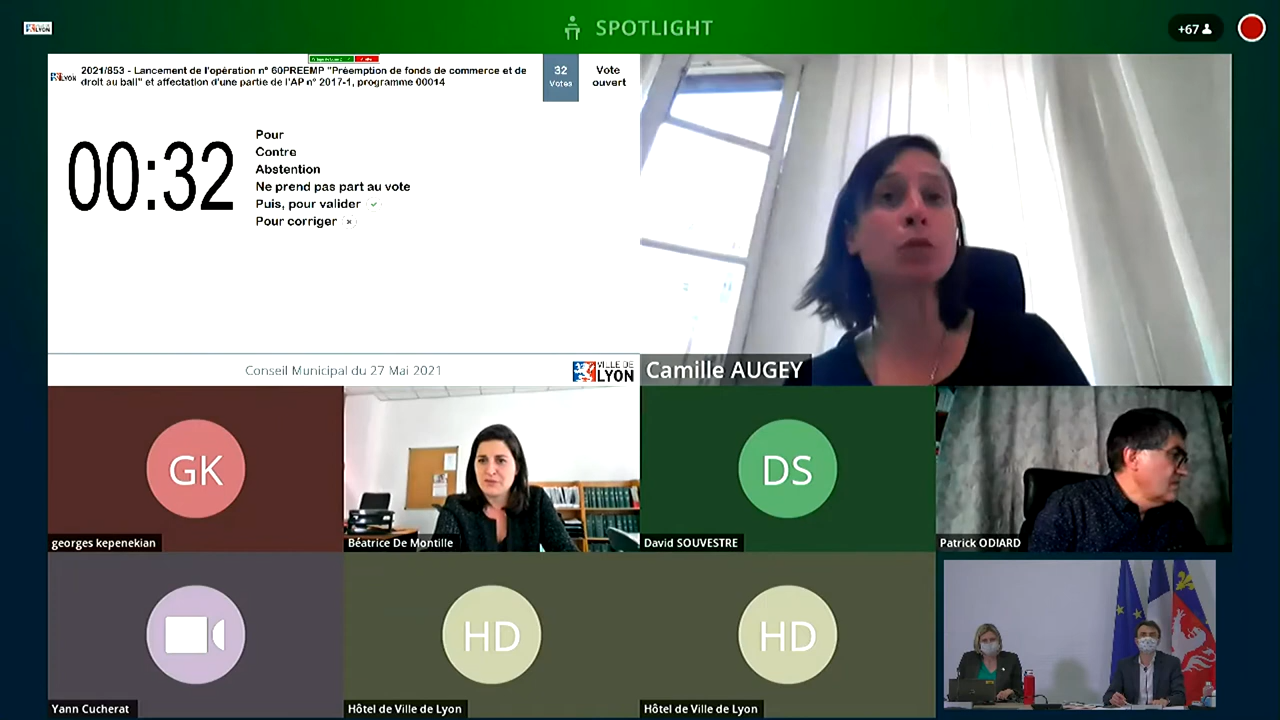 SPOTLIGHT
+67
LYON
2021/853 - Lancement de l'opération n° 60PREEMP "Préemption de fonds de commerce et de
droit au bail" et affectation d'une partie de l'AP n° 2017-1, programme 00014
32
Votes
Vote
ouvert
00:32
Pour
Contre
Abstention
Ne prend pas part au vote
Puis, pour valider
Pour corriger
Conseil Municipal du 27 Mai 2021
VILLE DE
LYON
Camille AUGEY
GK
georges kepenekian
Béatrice De Montille
DS
David SOUVESTRE
Patrick ODIARD
Yann Cucherat
HD
Hôtel de Ville de Lyon
HD
Hôtel de Ville de Lyon